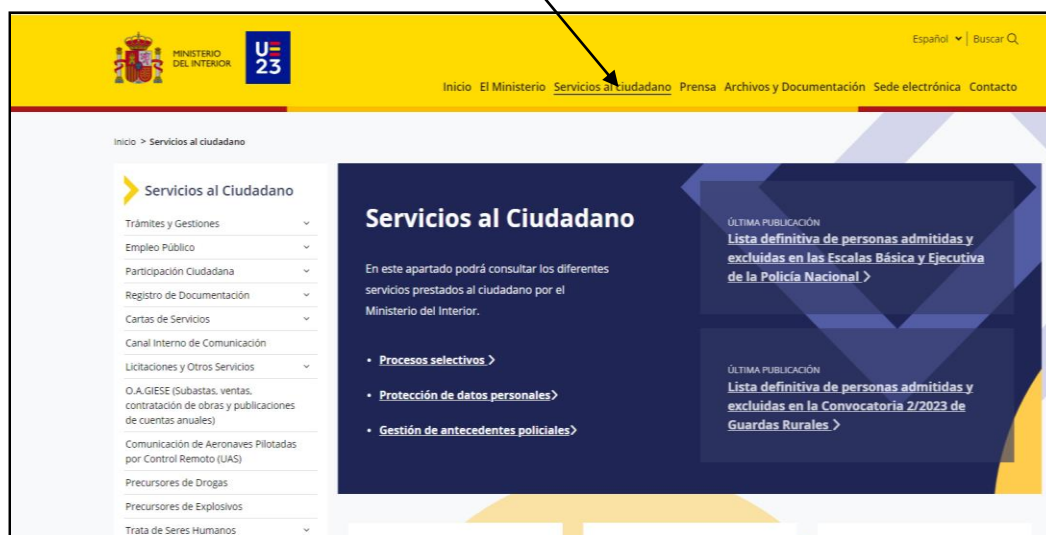 MINISTERIO
DEL INTERIOR
UE
23
Español
Buscar
Inicio El Ministerio Servicios al ciudadano Prensa Archivos y Documentación Sede electrónica Contacto
Inicio > Servicios al ciudadano
Servicios al Ciudadano
Trámites y Gestiones
Empleo Público
Participación Ciudadana
Registro de Documentación
Cartas de Servicios
Canal Interno de Comunicación
Licitaciones y Otros Servicios
O.A.GIESE (Subastas, ventas,
contratación de obras y publicaciones
de cuentas anuales)
Comunicación de Aeronaves Pilotadas
por Control Remoto (UAS)
Precursores de Drogas
Precursores de Explosivos
Trata de Seres Humanos
Servicios al Ciudadano
En este apartado podrá consultar los diferentes
servicios prestados al ciudadano por el
Ministerio del Interior.
• Procesos selectivos >
• Protección de datos personales>
• Gestión de antecedentes policiales>
ÚLTIMA PUBLICACIÓN
Lista definitiva de personas admitidas y
excluidas en las Escalas Básica y Ejecutiva
de la Policía Nacional >
ÚLTIMA PUBLICACIÓN
Lista definitiva de personas admitidas y
excluidas en la Convocatoria 2/2023 de
Guardas Rurales >